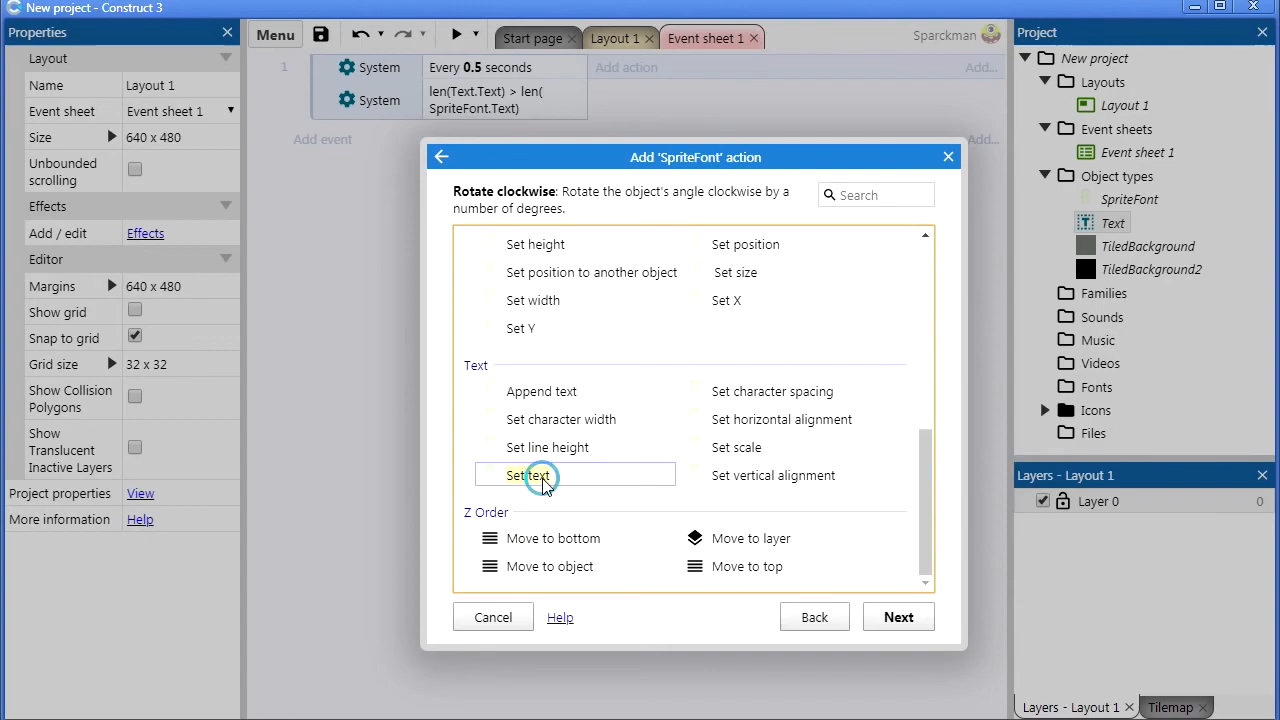 New project - Construct 3
Properties
Layout
Name Layout 1
Event sheet Event sheet 1
Size 640 x 480
Unbounded
scrolling
Effects
Add / edit Effects
Editor
Margins 640 x 480
Show grid
Snap to grid
Grid size 32 x 32
Show Collision
Polygons
Show
Translucent
Inactive Layers
Project properties View
More information Help
Menu
Start page Layout 1 Event sheet 1
Sparckman
1 System Every 0.5 seconds Add action Add...
System len(Text.Text) > len(
SpriteFont.Text)
Add event Add...
Add 'SpriteFont' action
Rotate clockwise: Rotate the object's angle clockwise by a
number of degrees.
Search
Set height Set position
Set position to another object Set size
Set width Set X
Set Y
Text
Append text Set character spacing
Set character width Set horizontal alignment
Set line height Set scale
Set text Set vertical alignment
Z Order
Move to bottom Move to layer
Move to object Move to top
Cancel Help Back Next
Project
New project
Layouts
Layout 1
Event sheets
Event sheet 1
Object types
SpriteFont
Text
TiledBackground
TiledBackground2
Families
Sounds
Music
Videos
Fonts
Icons
Files
Layers - Layout 1
Layer 0 0
Layers - Layout 1 Tilemap